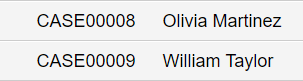 CASE00008 Olivia Martinez
CASE00009 William Taylor